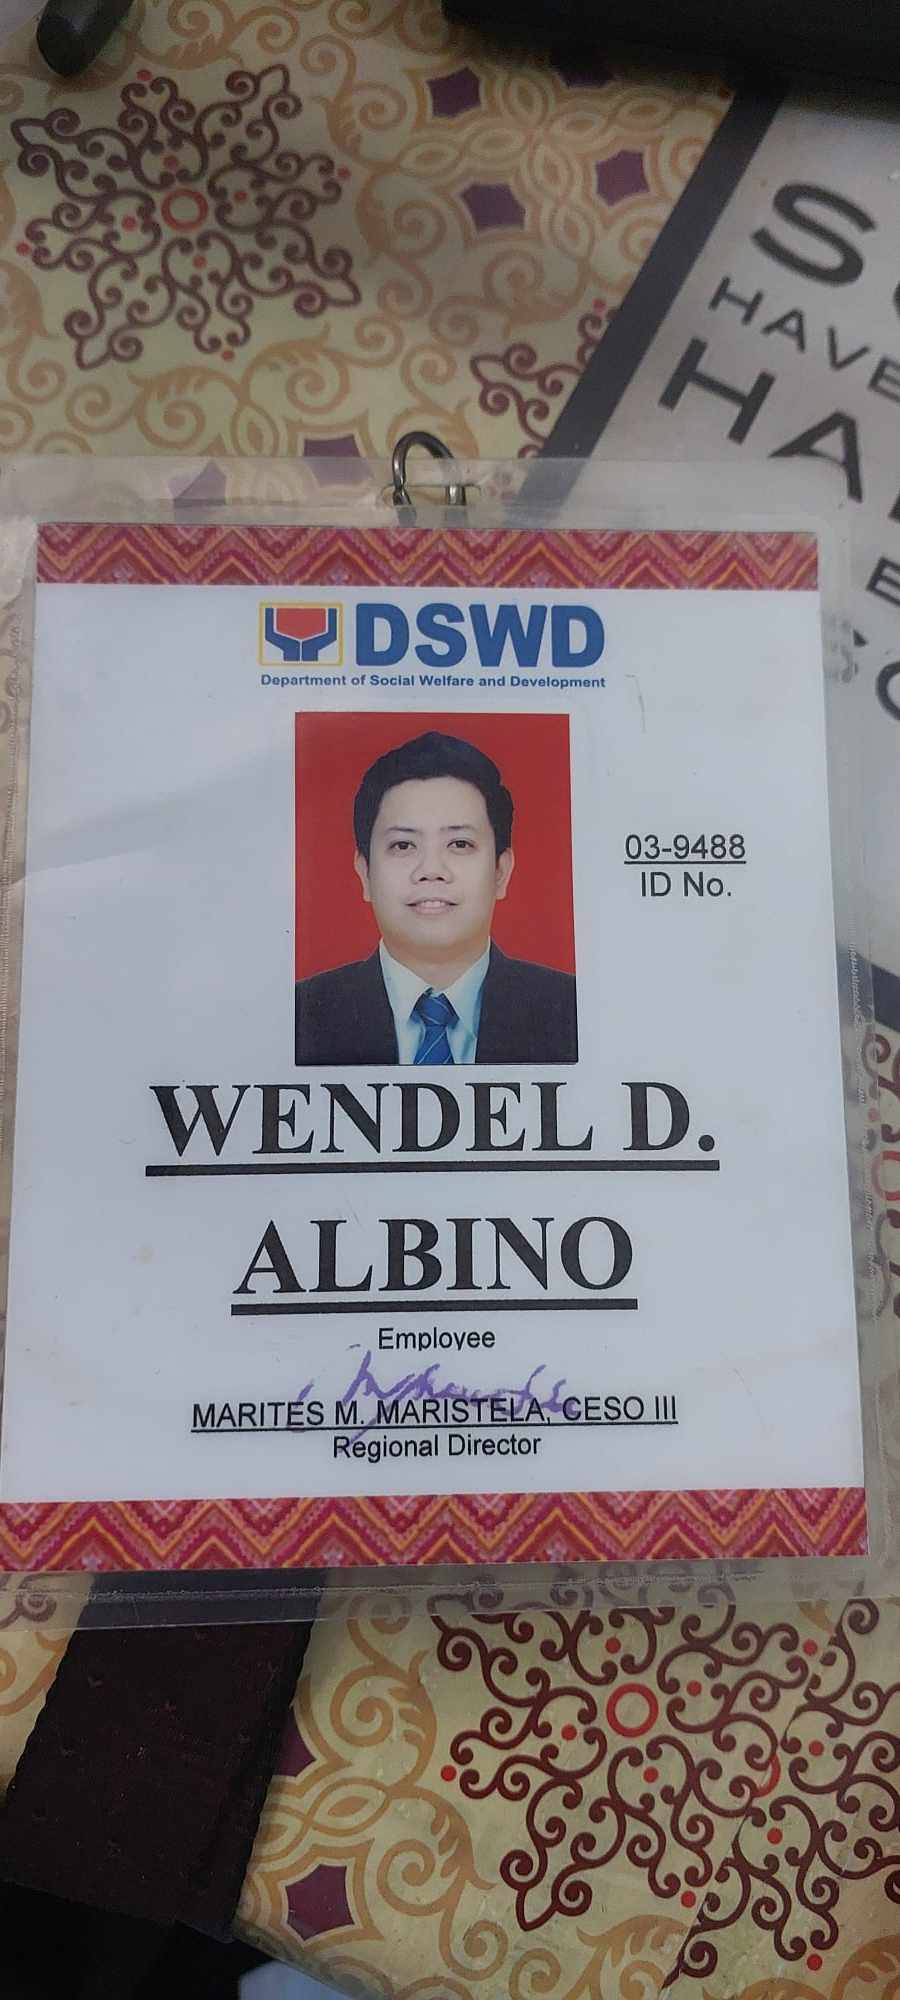 S
HAVE
HA
DSWD
Department of Social Welfare and Development
03-9488
ID No.
WENDEL D.
ALBINO
Employee
MARITES M. MARISTELA, CESO III
Regional Director